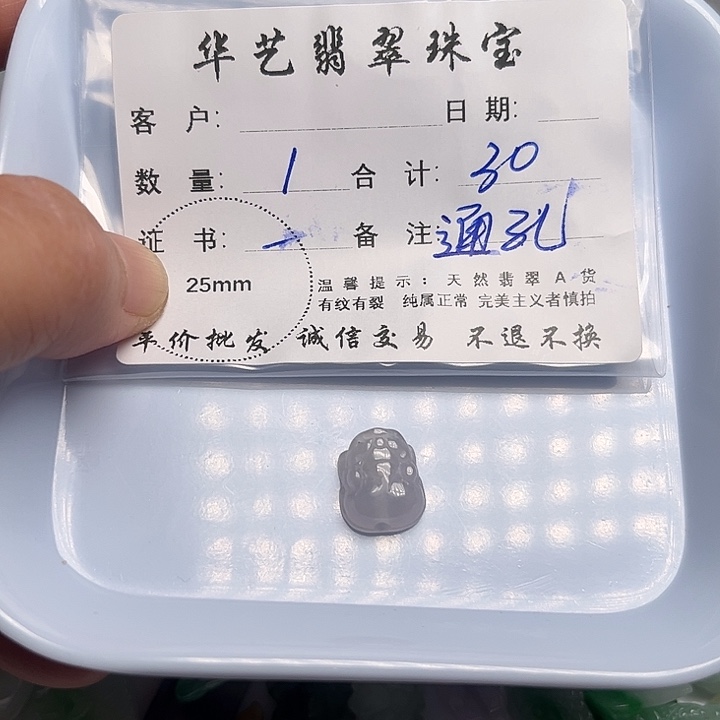 华艺翡翠珠宝
客 户: 日 期:
数 量: 1 合 计: 30
证 书: 一 备 注 通孔
25mm
温馨提示：天然翡翠A货
有纹有裂 纯属正常 完美主义者慎拍
平价批发 诚信交易 不退不换